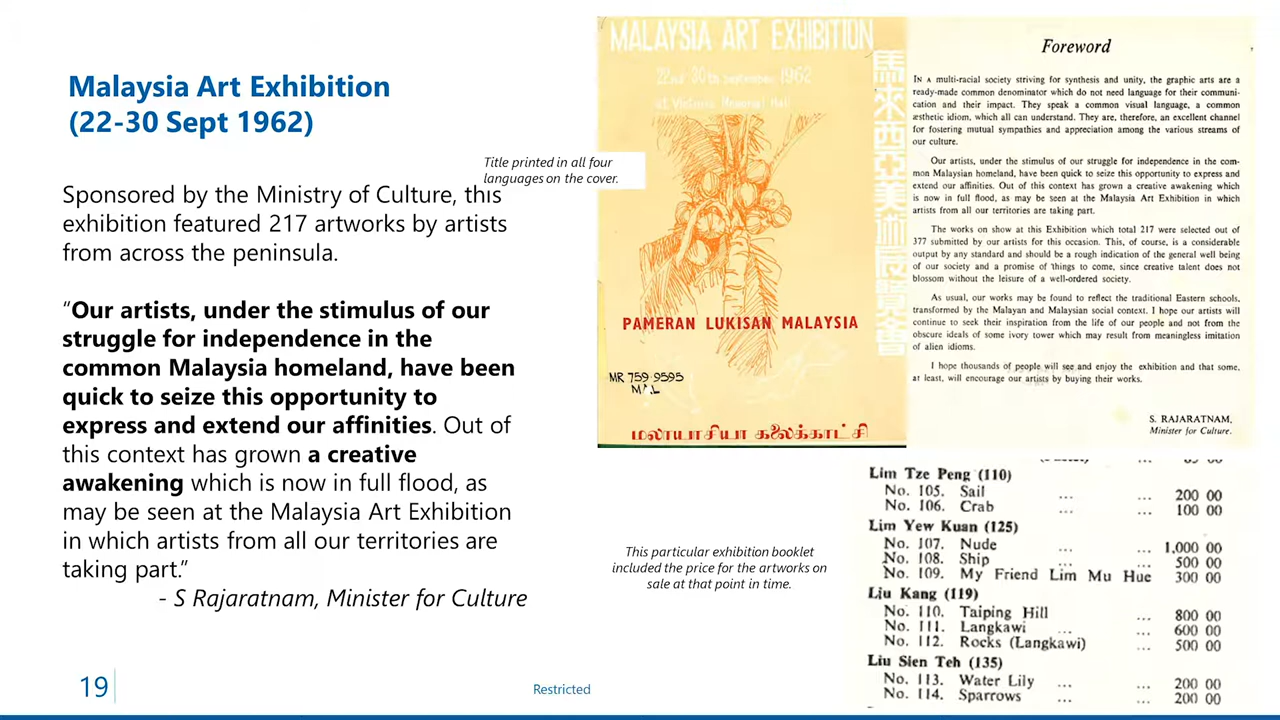 Malaysia Art Exhibition
(22-30 Sept 1962)
Title printed in all four
languages on the cover.
Sponsored by the Ministry of Culture, this
exhibition featured 217 artworks by artists
from across the peninsula.
“Our artists, under the stimulus of our
struggle for independence in the
common Malaysia homeland, have been
quick to seize this opportunity to
express and extend our affinities. Out of
this context has grown a creative
awakening which is now in full flood, as
may be seen at the Malaysia Art Exhibition
in which artists from all our territories are
taking part.”
- S Rajaratnam, Minister for Culture
MALAYSIA ART EXHIBITION
22nd 30th september 1962
at Victoria Memorial Hall
馬來西亞美術展覽會
PAMERAN LUKISAN MALAYSIA
MR 759.9595
MAL
மலாயாசியா கலைக்காட்சி
Foreword
IN A multi-racial society striving for synthesis and unity, the graphic arts are a
ready-made common denominator which do not need language for their communi-
cation and their impact. They speak a common visual language, a common
æsthetic idiom, which all can understand. They are, therefore, an excellent channel
for fostering mutual sympathies and appreciation among the various streams of
our culture.
Our artists, under the stimulus of our struggle for independence in the com-
mon Malaysian homeland, have been quick to seize this opportunity to express and
extend our affinities. Out of this context has grown a creative awakening which
is now in full flood, as may be seen at the Malaysia Art Exhibition in which
artists from all our territories are taking part.
The works on show at this Exhibition which total 217 were selected out of
377 submitted by our artists for this occasion. This, of course, is a considerable
output by any standard and should be a rough indication of the general well being
of our society and a promise of things to come, since creative talent does not
blossom without the leisure of a well-ordered society.
As usual, our works may be found to reflect the traditional Eastern schools,
transformed by the Malayan and Malaysian social context. I hope our artists will
continue to seek their inspiration from the life of our people and not from the
obscure ideals of some ivory tower which may result from meaningless imitation
of alien idioms.
I hope thousands of people will see and enjoy the exhibition and that some,
at least, will encourage our artists by buying their works.
S. RAJARATNAM,
Minister for Culture.
This particular exhibition booklet
included the price for the artworks on
sale at that point in time.
Lim Tze Peng (110)
No. 105. Sail ... ... 200 00
No. 106. Crab ... ... 100 00
Lim Yew Kuan (125)
No. 107. Nude ... ... 1,000 00
No. 108. Ship ... ... 500 00
No. 109. My Friend Lim Mu Hue 300 00
Liu Kang (119)
No. 110. Taiping Hill ... 800 00
No. 111. Langkawi ... ... 600 00
No. 112. Rocks (Langkawi) ... 500 00
Liu Sien Teh (135)
No. 113. Water Lily ... ... 200 00
No. 114. Sparrows ... ... 200 00
19
Restricted